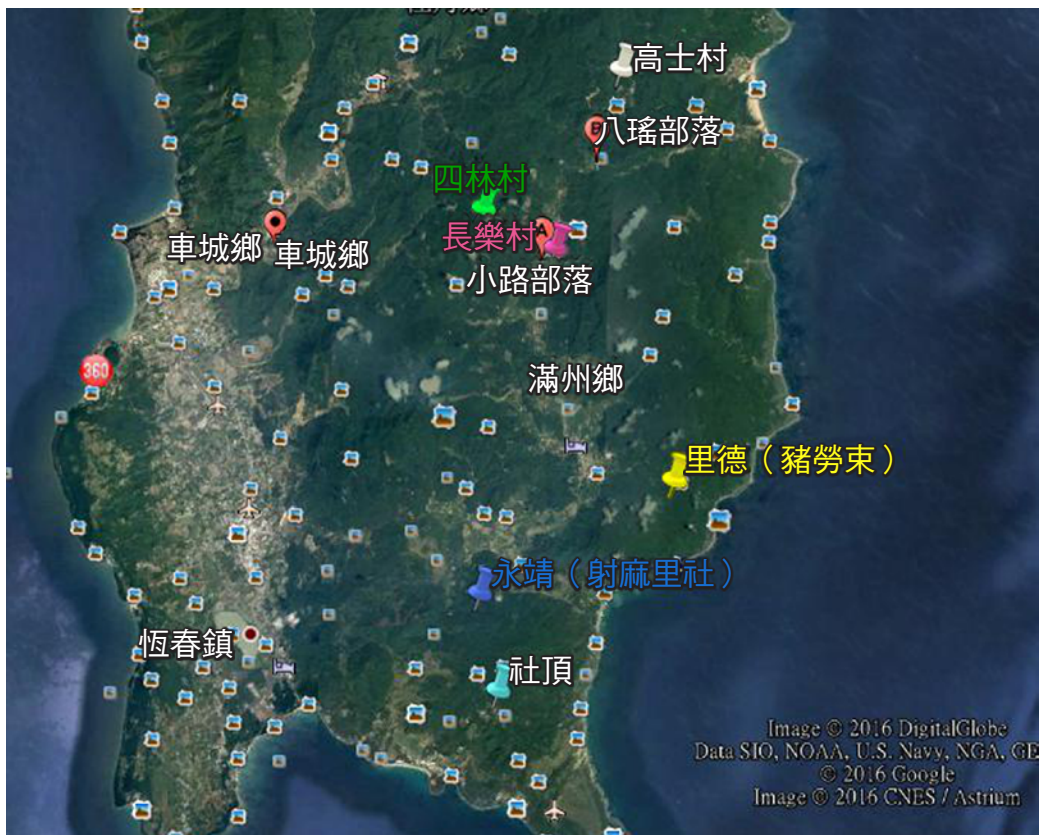 高士村
B
八瑤部落
四林村
長樂村
A
車城鄉
車城鄉
小路部落
360
滿州鄉
里德（豬勞束）
永靖（射麻里社）
恆春鎮
社頂
Image © 2016 DigitalGlobe
Data SIO, NOAA, U.S. Navy, NGA, GE
© 2016 Google
Image © 2016 CNES / Astrium